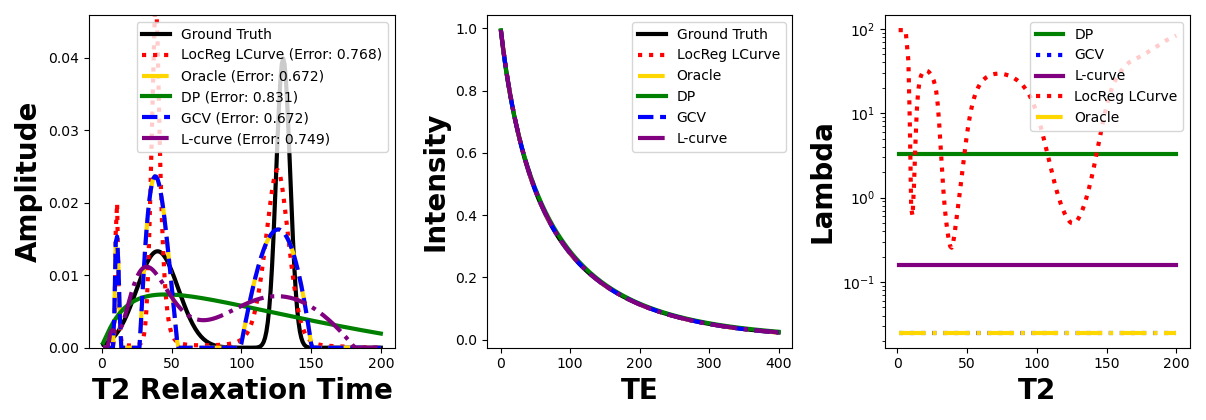 Amplitude
0.04
0.03
0.02
0.01
0.00
Ground Truth
LocReg LCurve (Error: 0.768)
Oracle (Error: 0.672)
DP (Error: 0.831)
GCV (Error: 0.672)
L-curve (Error: 0.749)
0 50 100 150 200
T2 Relaxation Time
Intensity
1.0
0.8
0.6
0.4
0.2
0.0
Ground Truth
LocReg LCurve
Oracle
DP
GCV
L-curve
0 100 200 300 400
TE
Lambda
10²
10¹
10⁰
10⁻¹
DP
GCV
L-curve
LocReg LCurve
Oracle
0 50 100 150 200
T2